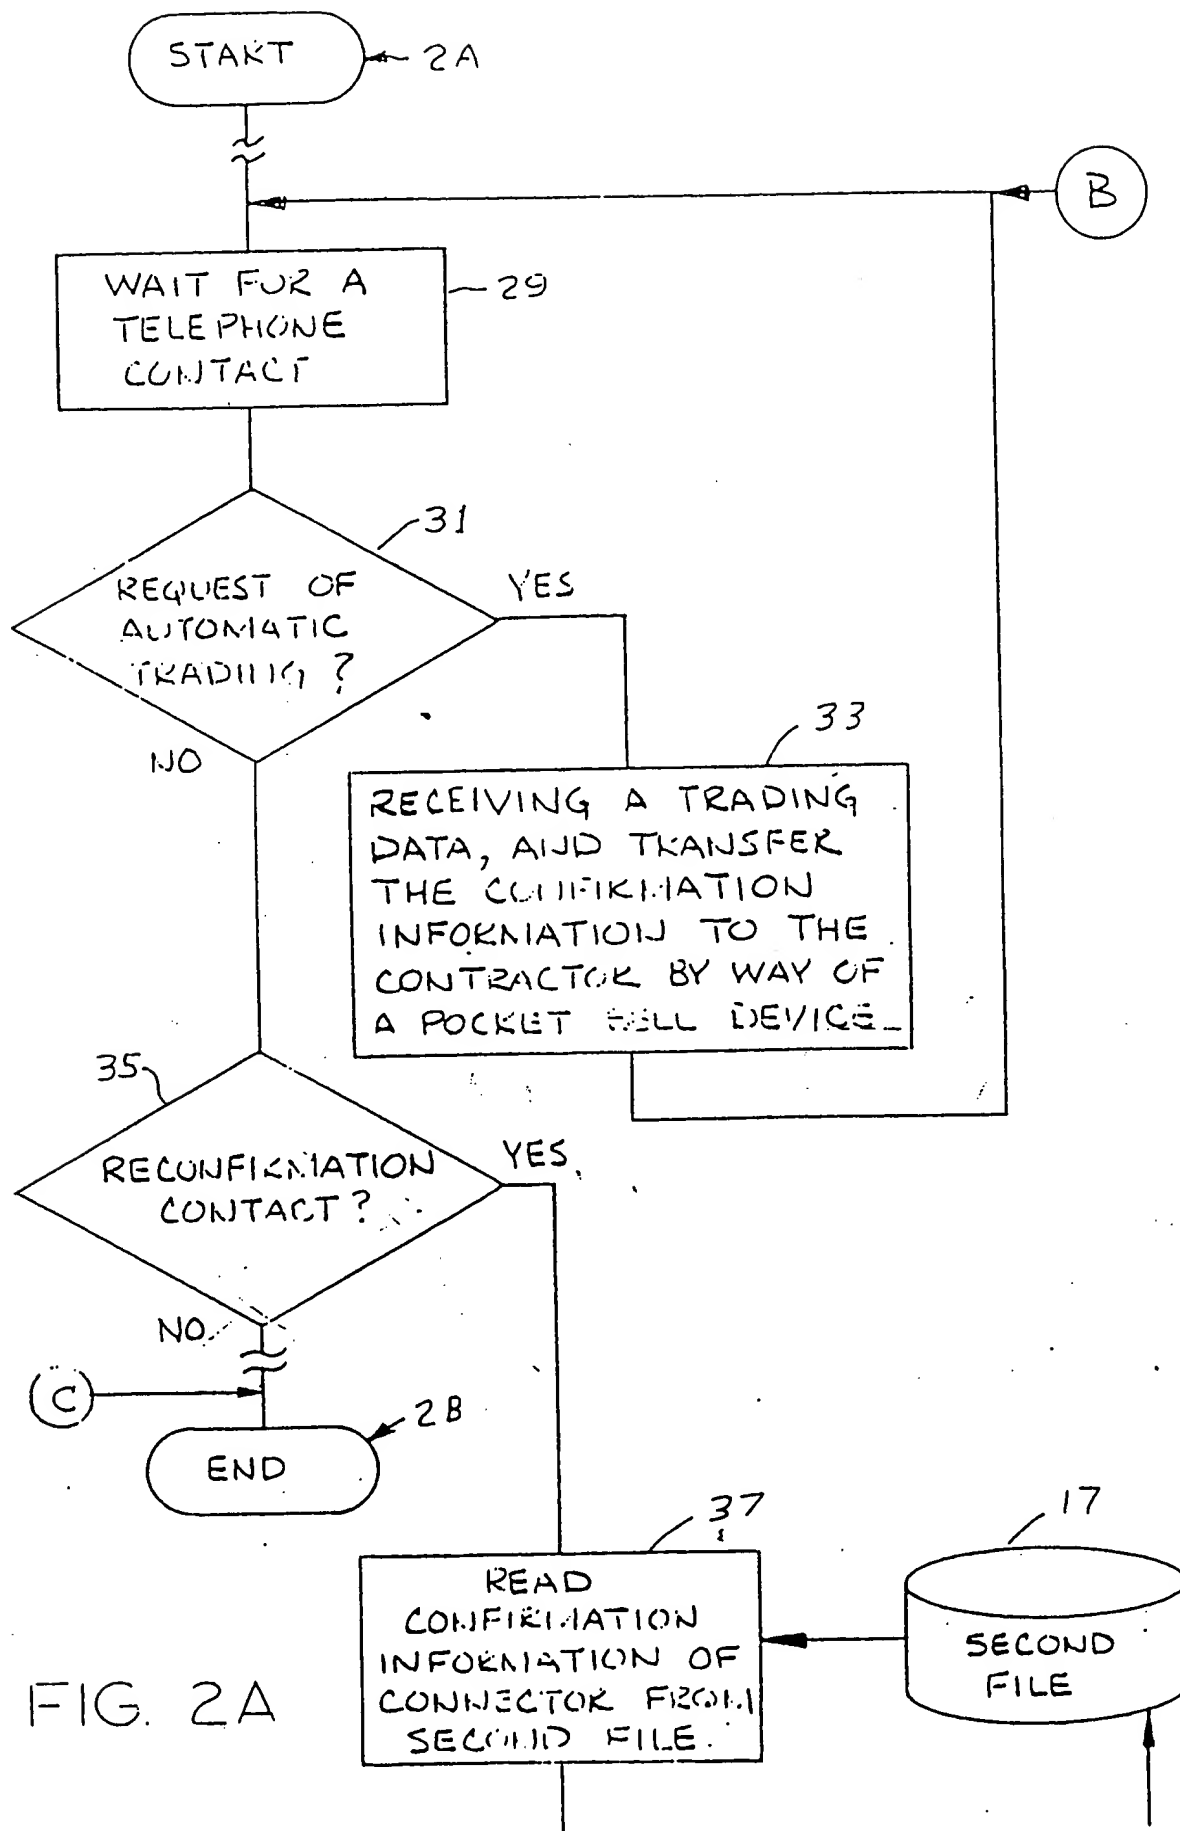 START
2A
B
WAIT FOR A
TELEPHONE
CONTACT
29
31
REQUEST OF
AUTOMATIC
TRADING?
YES
NO
33
RECEIVING A TRADING
DATA, AND TRANSFER
THE CONFIRMATION
INFORMATION TO THE
CONTRACTOR BY WAY OF
A POCKET BELL DEVICE.
35
RECONFIRMATION
CONTACT?
YES
NO
C
2B
END
37
17
READ
CONFIRMATION
INFORMATION OF
CONNECTOR FROM
SECOND FILE.
SECOND
FILE
FIG. 2A